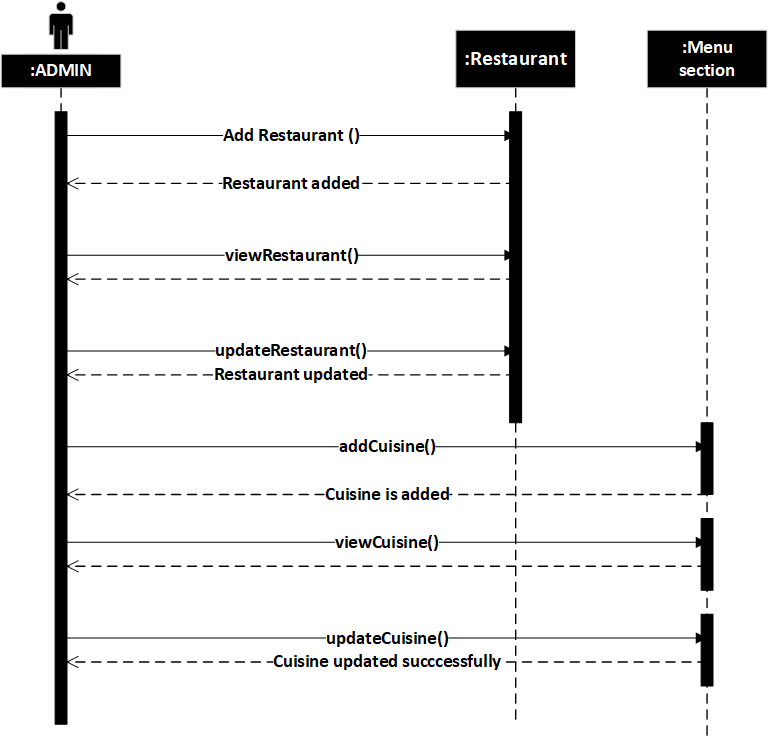 :ADMIN
:Restaurant
:Menu
section
Add Restaurant ()
Restaurant added
viewRestaurant()
updateRestaurant()
Restaurant updated
addCuisine()
Cuisine is added
viewCuisine()
updateCuisine()
Cuisine updated succcessfully